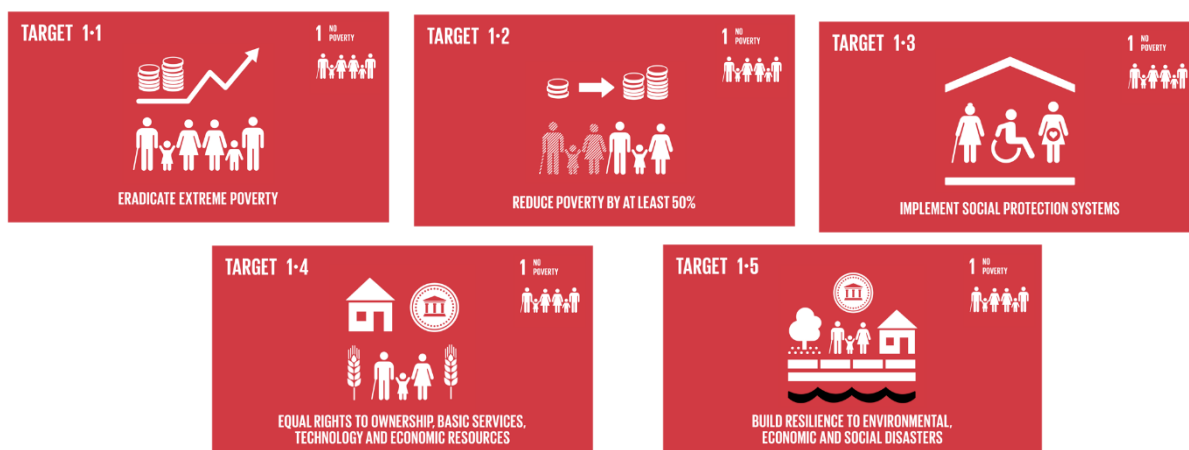 TARGET 1·1
1 NO
POVERTY
ERADICATE EXTREME POVERTY
TARGET 1·2
1 NO
POVERTY
REDUCE POVERTY BY AT LEAST 50%
TARGET 1·3
1 NO
POVERTY
IMPLEMENT SOCIAL PROTECTION SYSTEMS
TARGET 1·4
1 NO
POVERTY
EQUAL RIGHTS TO OWNERSHIP, BASIC SERVICES,
TECHNOLOGY AND ECONOMIC RESOURCES
TARGET 1·5
1 NO
POVERTY
BUILD RESILIENCE TO ENVIRONMENTAL,
ECONOMIC AND SOCIAL DISASTERS